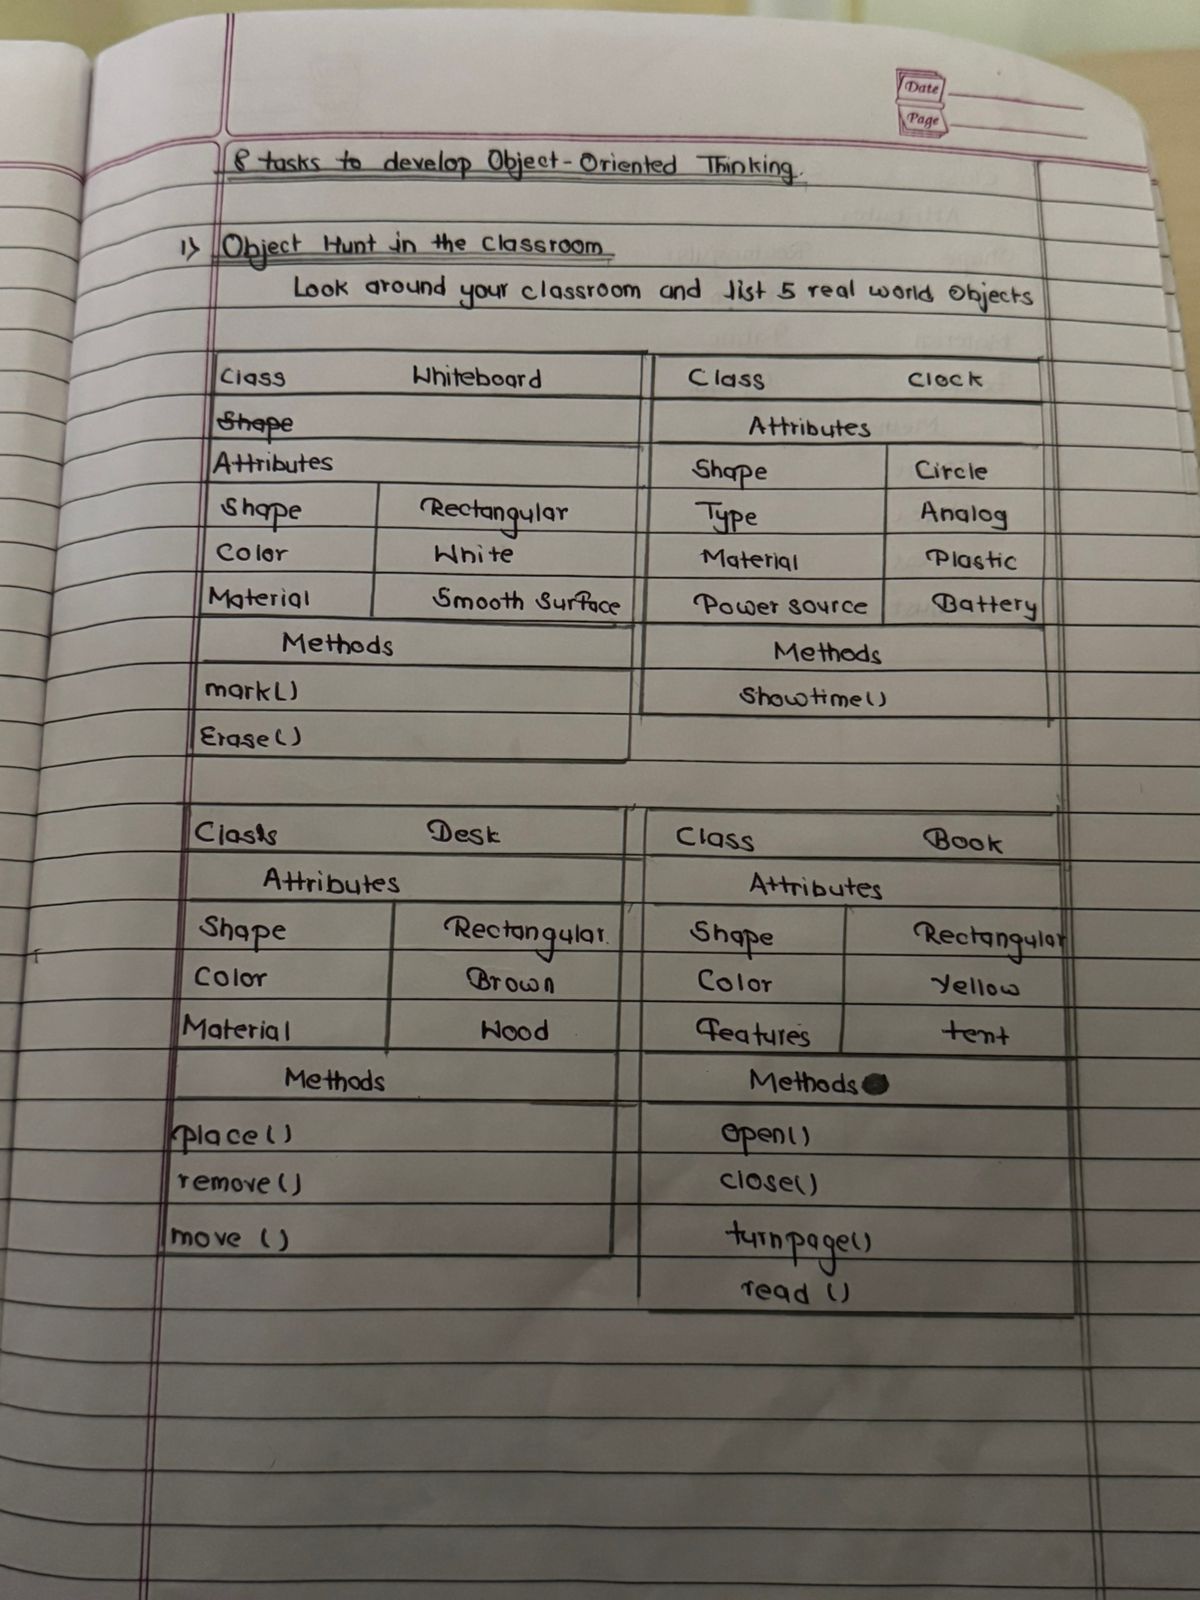 Date
Page
8 tasks to develop Object-Oriented Thinking.
1) Object Hunt in the classroom
Look around your classroom and list 5 real world Objects
Class Whiteboard
Shape
Attributes
Shape Rectangular
Color White
Material Smooth Surface
Methods
mark()
Erase()
Class Clock
Attributes
Shape Circle
Type Analog
Material Plastic
Power source Battery
Methods
Showtime()
Class Desk
Attributes
Shape Rectangular.
Color Brown
Material Wood
Methods
place()
remove()
move ()
Class Book
Attributes
Shape Rectangular
Color Yellow
Features tent
Methods
open()
close()
turnpage()
read ()